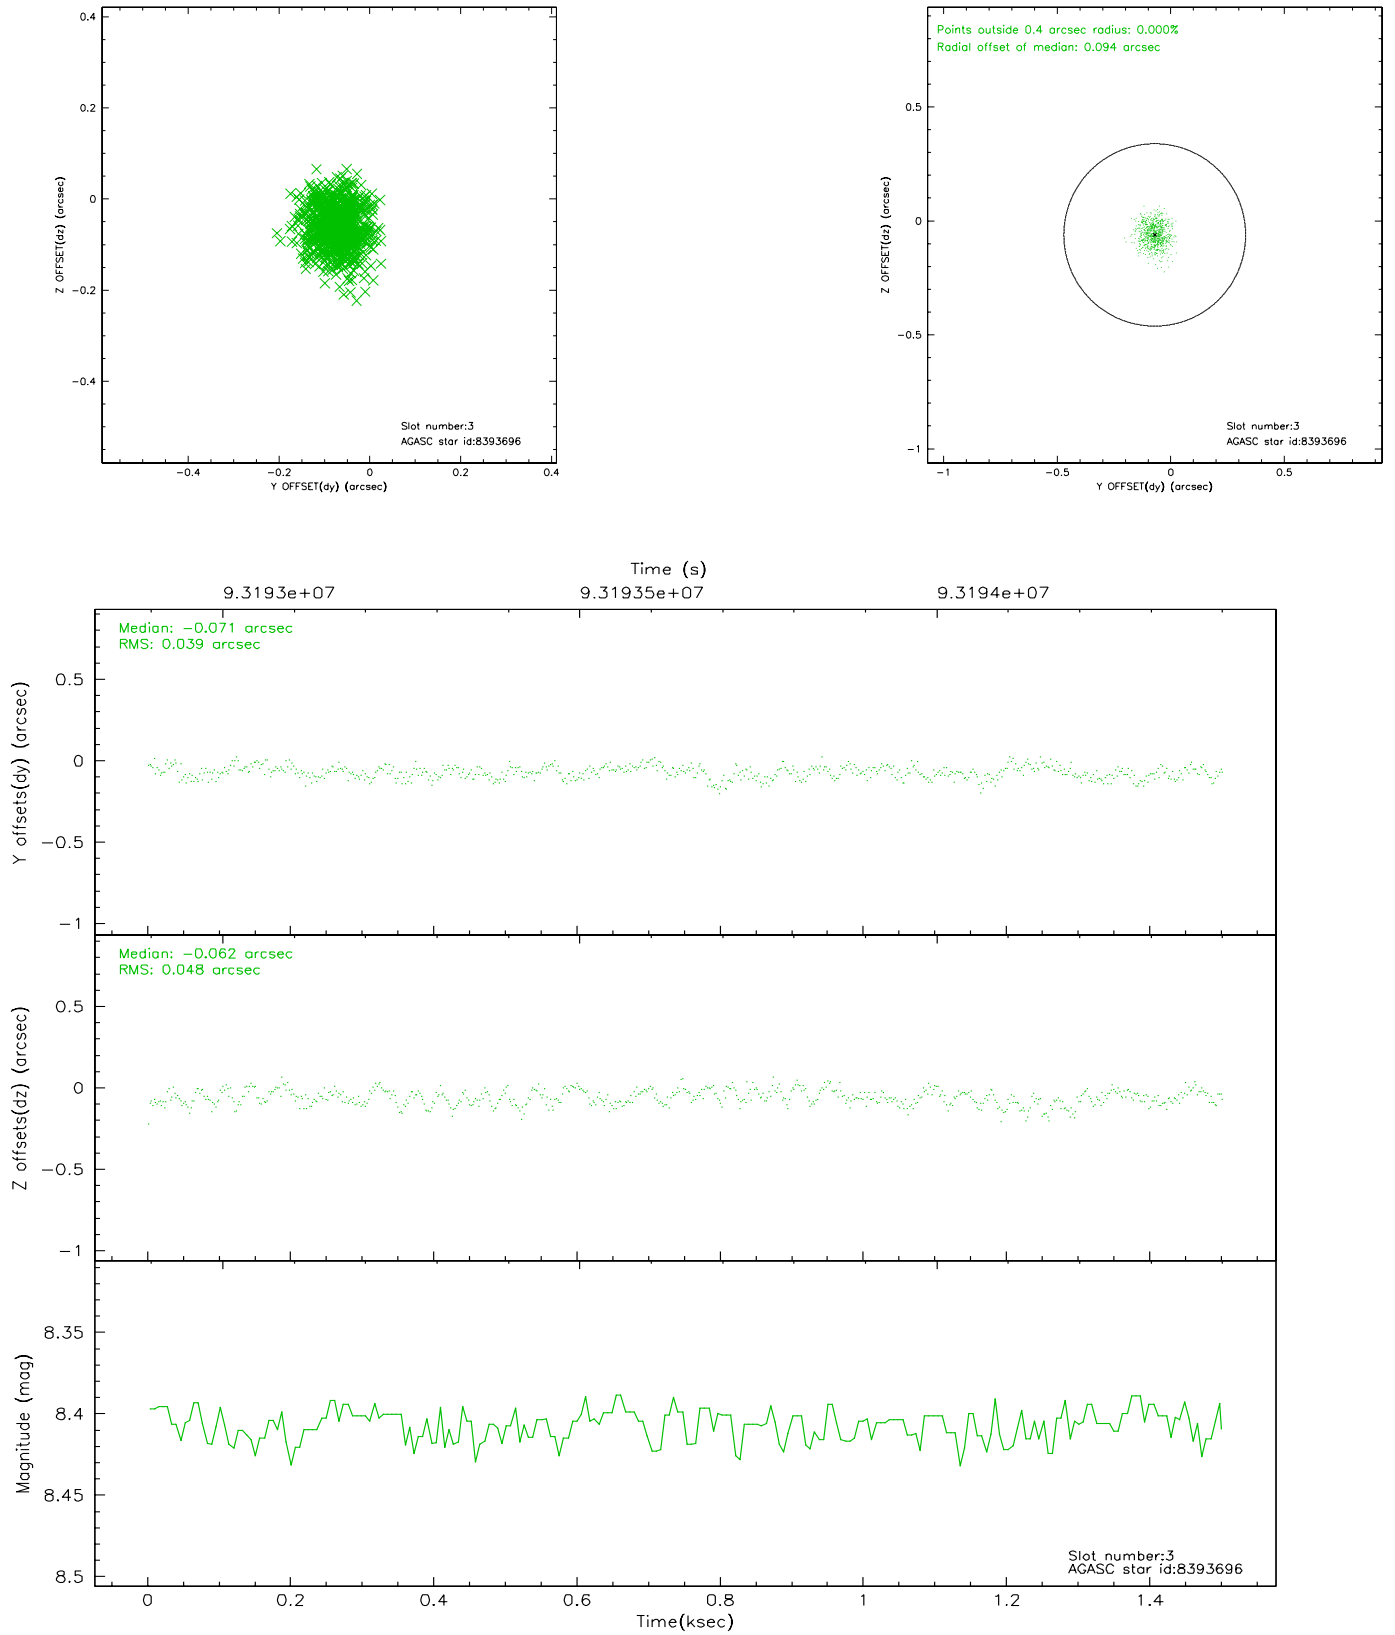 0.4
0.2
0
−0.2
−0.4
Z OFFSET(dz) (arcsec)
Slot number:3
AGASC star id:8393696
−0.4 −0.2 0 0.2 0.4
Y OFFSET(dy) (arcsec)
Points outside 0.4 arcsec radius: 0.000%
Radial offset of median: 0.094 arcsec
0.5
0
−0.5
−1
Z OFFSET(dz) (arcsec)
Slot number:3
AGASC star id:8393696
−1 −0.5 0 0.5
Y OFFSET(dy) (arcsec)
Time (s)
9.3193e+07 9.31935e+07 9.3194e+07
Median: −0.071 arcsec
RMS: 0.039 arcsec
0.5
0
−0.5
−1
Y offsets(dy) (arcsec)
Median: −0.062 arcsec
RMS: 0.048 arcsec
0.5
0
−0.5
−1
Z offsets(dz) (arcsec)
8.35
8.4
8.45
8.5
Magnitude (mag)
Slot number:3
AGASC star id:8393696
0 0.2 0.4 0.6 0.8 1 1.2 1.4
Time(ksec)